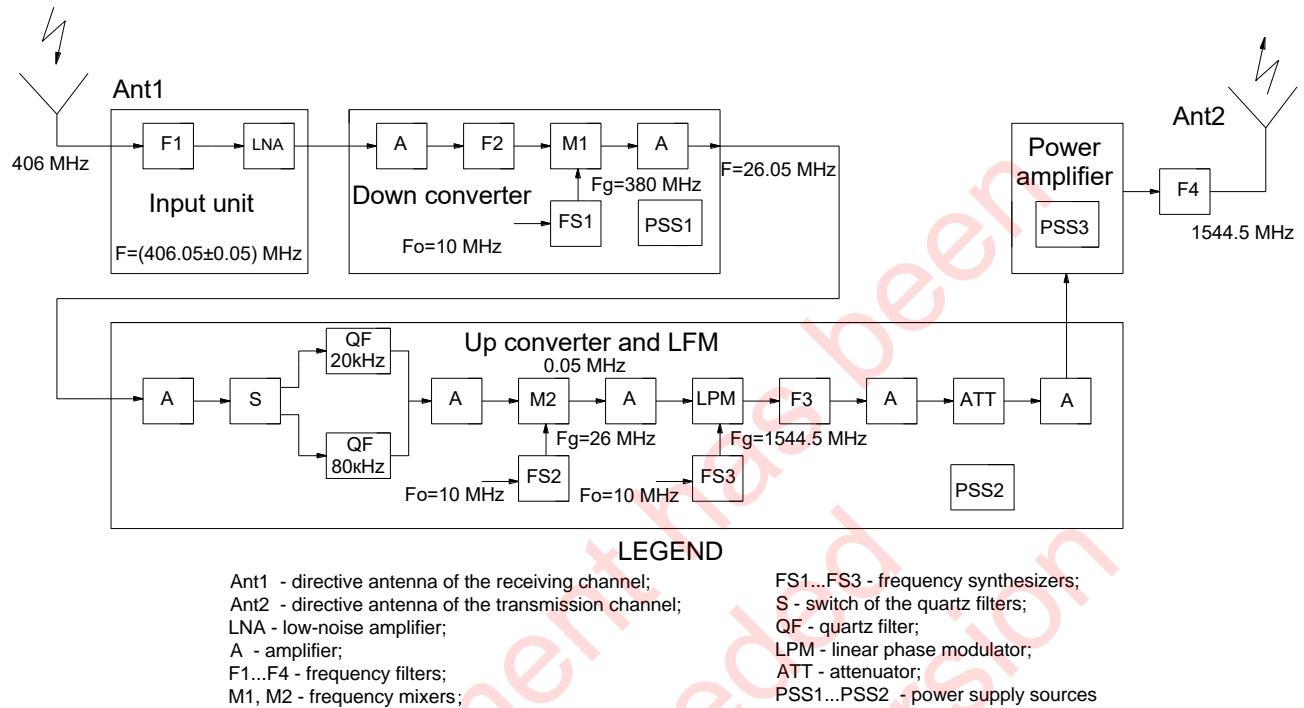 Ant1
Ant2
406 MHz
F1
LNA
Input unit
F=(406.05±0.05) MHz
A
F2
M1
A
Down converter
Fg=380 MHz
FS1
PSS1
Fo=10 MHz
F=26.05 MHz
Power
amplifier
PSS3
F4
1544.5 MHz
Up converter and LFM
A
S
QF
20kHz
QF
80кHz
A
0.05 MHz
M2
A
LPM
F3
A
ATT
A
Fg=26 MHz
Fg=1544.5 MHz
FS2
FS3
Fo=10 MHz
Fo=10 MHz
PSS2
LEGEND
Ant1 - directive antenna of the receiving channel;
Ant2 - directive antenna of the transmission channel;
LNA - low-noise amplifier;
A - amplifier;
F1...F4 - frequency filters;
M1, M2 - frequency mixers;
FS1...FS3 - frequency synthesizers;
S - switch of the quartz filters;
QF - quartz filter;
LPM - linear phase modulator;
ATT - attenuator;
PSS1...PSS2 - power supply sources
has been